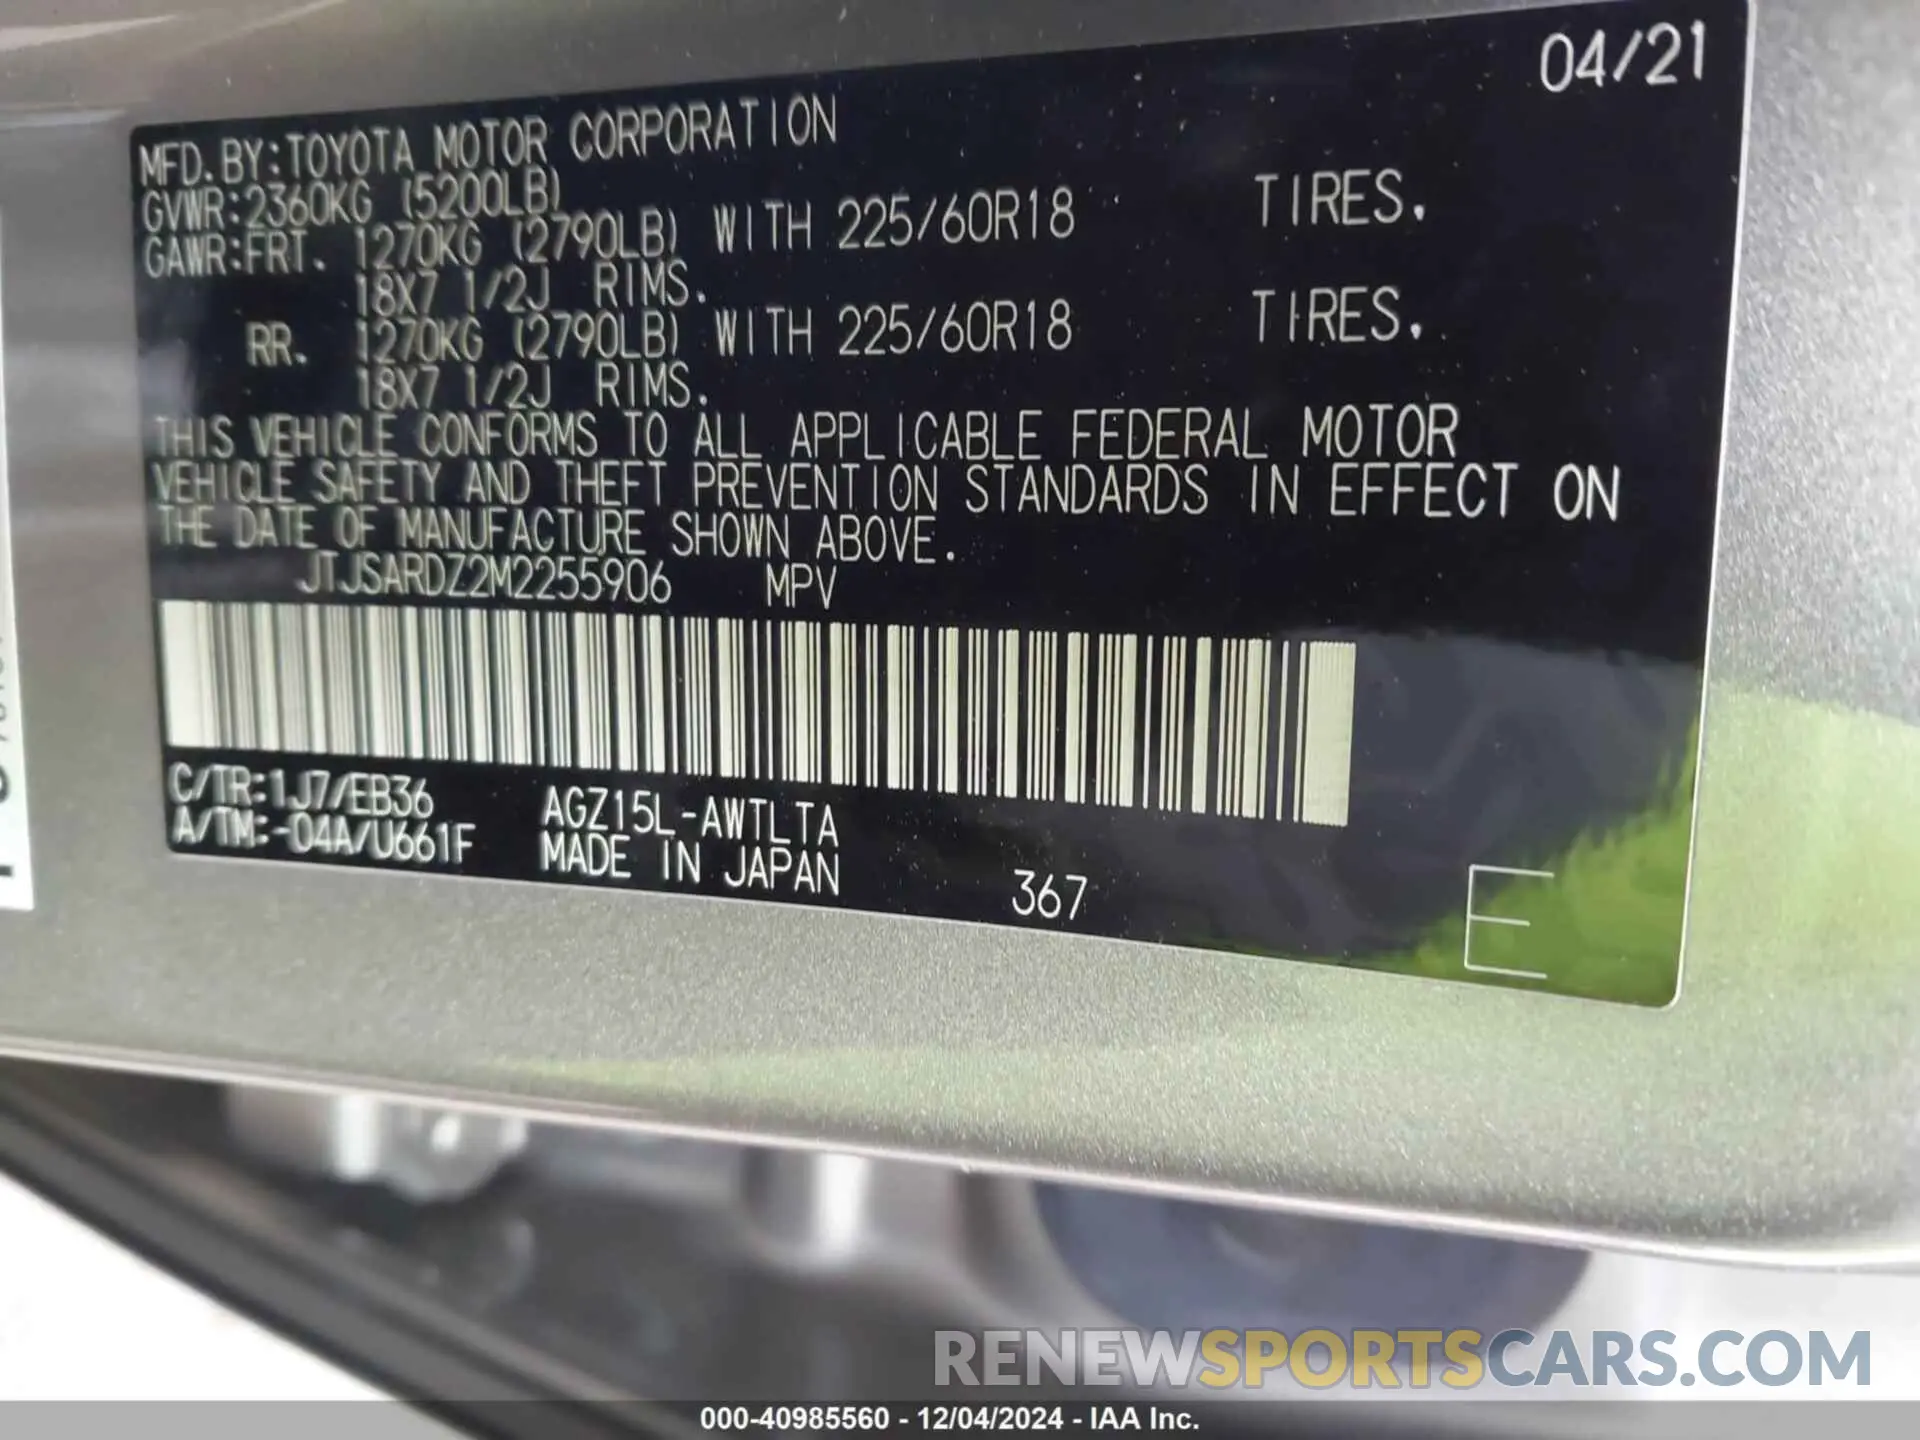 04/21
MFD.BY:TOYOTA MOTOR CORPORATION
GVWR:2360KG (5200LB)
GAWR:FRT. 1270KG (2790LB) WITH 225/60R18 TIRES.
18X7 1/2J RIMS.
RR. 1270KG (2790LB) WITH 225/60R18 TIRES.
18X7 1/2J RIMS.
THIS VEHICLE CONFORMS TO ALL APPLICABLE FEDERAL MOTOR
VEHICLE SAFETY AND THEFT PREVENTION STANDARDS IN EFFECT ON
THE DATE OF MANUFACTURE SHOWN ABOVE.
JTJSARDZ2M2255906 MPV
C/TR:1J7/EB36 AGZ15L-AWTLTA
A/TM:-04A/U661F MADE IN JAPAN
367
E
RENEWSPORTSCARS.COM
000-40985560 - 12/04/2024 - IAA Inc.